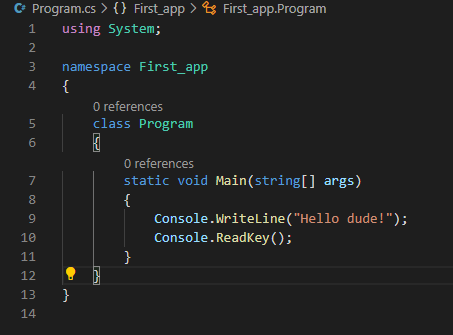 Program.cs > {} First_app > First_app.Program
1 using System;
2
3 namespace First_app
4 {
0 references
5 class Program
6 {
0 references
7 static void Main(string[] args)
8 {
9 Console.WriteLine("Hello dude!");
10 Console.ReadKey();
11 }
12 }
13 }
14